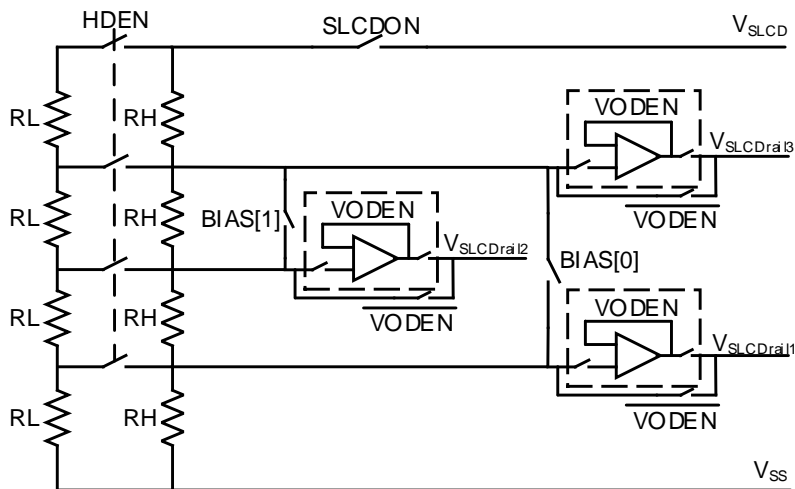 HDEN
SLCDON
VSLCD
RL
RH
VODEN
VSLCDrail3
VODEN
RL
RH
BIAS[1]
VODEN
VSLCDrail2
BIAS[0]
VODEN
RL
RH
VODEN
VSLCDrail1
VODEN
RL
RH
VSS